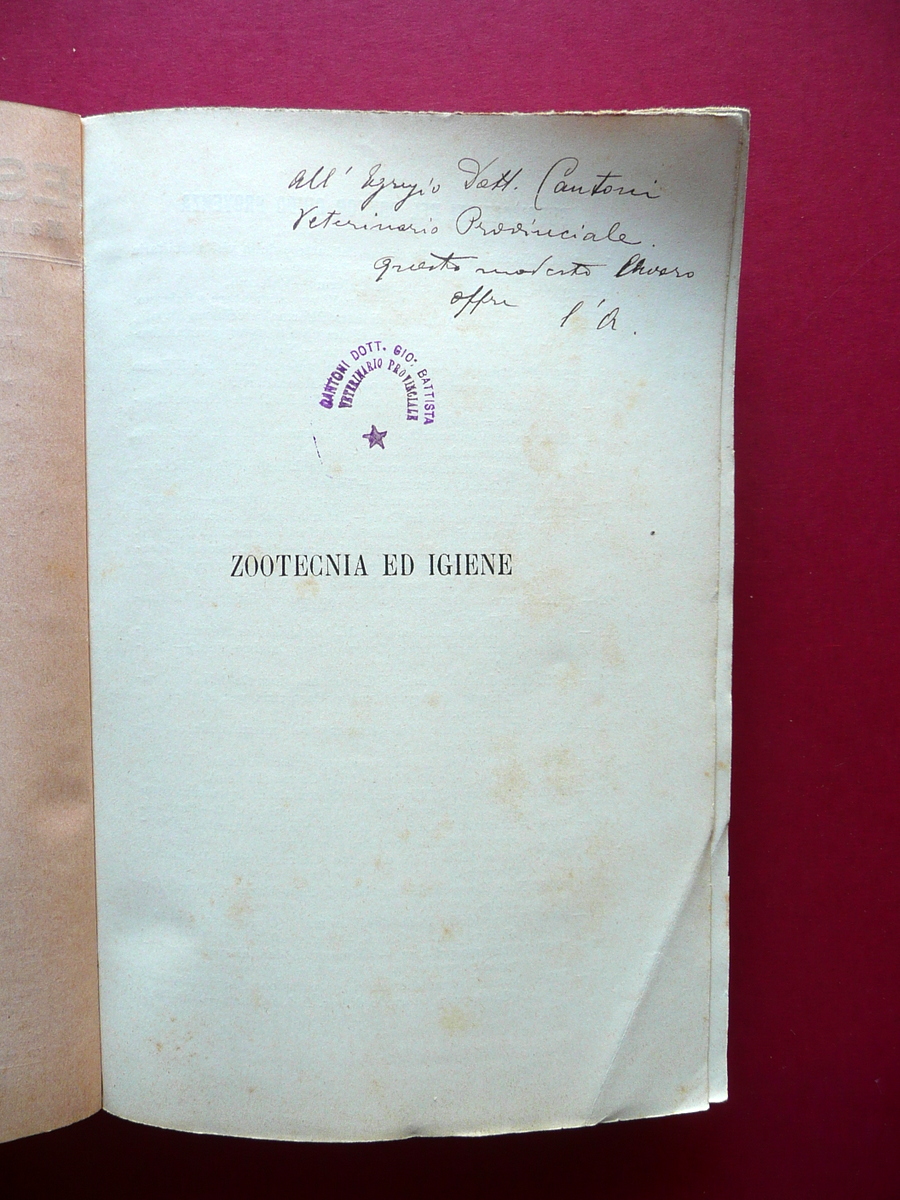 All' Egregio Dott. Cantoni
Veterinario Provinciale.
questo modesto lavoro
offre l'A.
CANTONI DOTT. GIO: BATTISTA
VETERINARIO PROVINCIALE
ZOOTECNIA ED IGIENE
ES